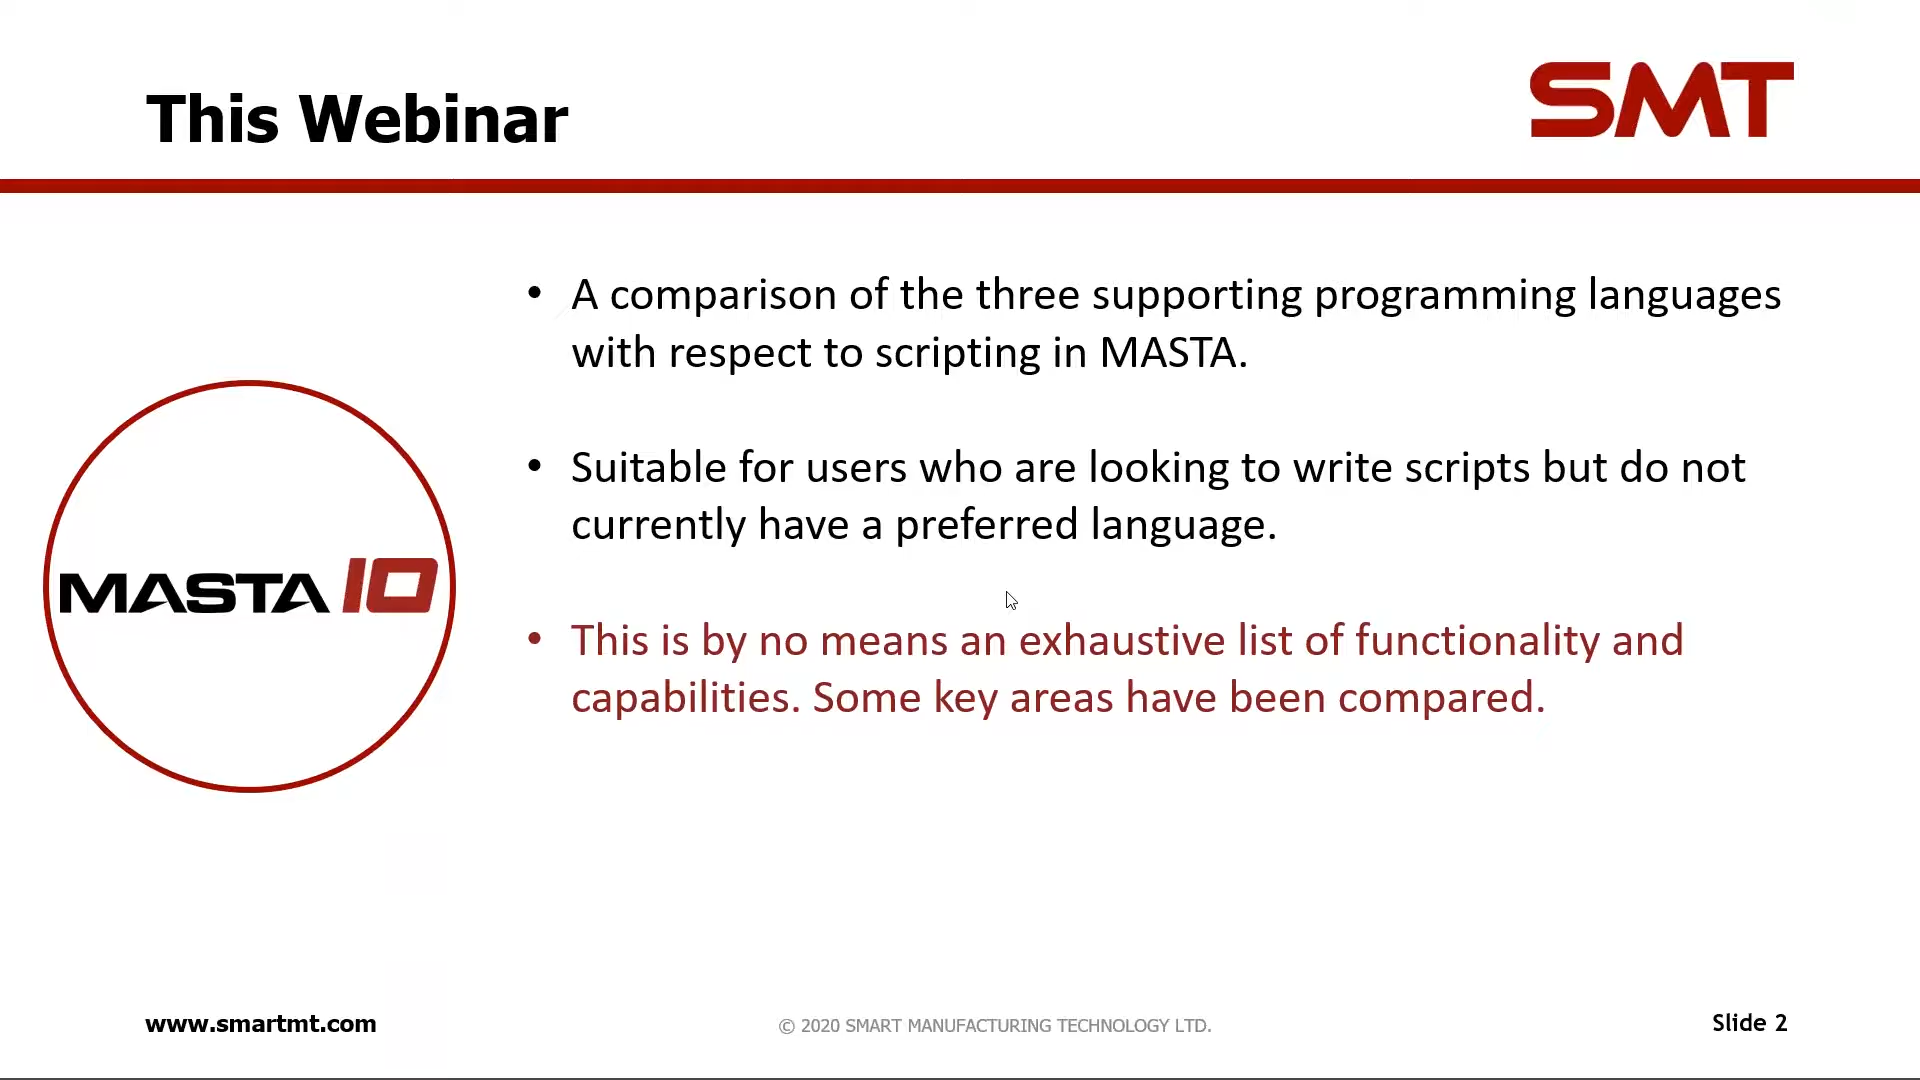 This Webinar
SMT
• A comparison of the three supporting programming languages
with respect to scripting in MASTA.
• Suitable for users who are looking to write scripts but do not
currently have a preferred language.
MASTA 10
• This is by no means an exhaustive list of functionality and
capabilities. Some key areas have been compared.
www.smartmt.com
© 2020 SMART MANUFACTURING TECHNOLOGY LTD.
Slide 2